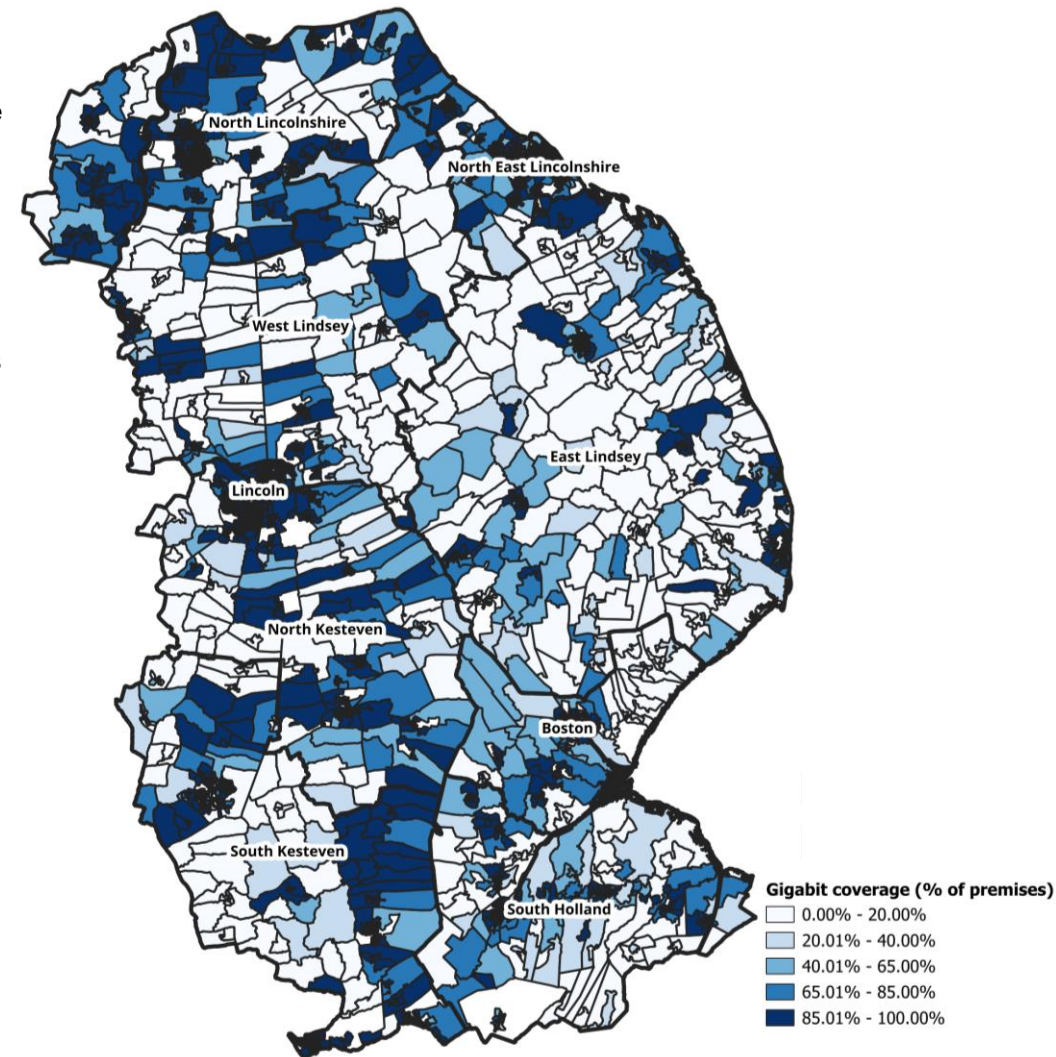 North Lincolnshire
North East Lincolnshire
West Lindsey
East Lindsey
Lincoln
North Kesteven
Boston
South Kesteven
South Holland
Gigabit coverage (% of premises)
0.00% - 20.00%
20.01% - 40.00%
40.01% - 65.00%
65.01% - 85.00%
85.01% - 100.00%